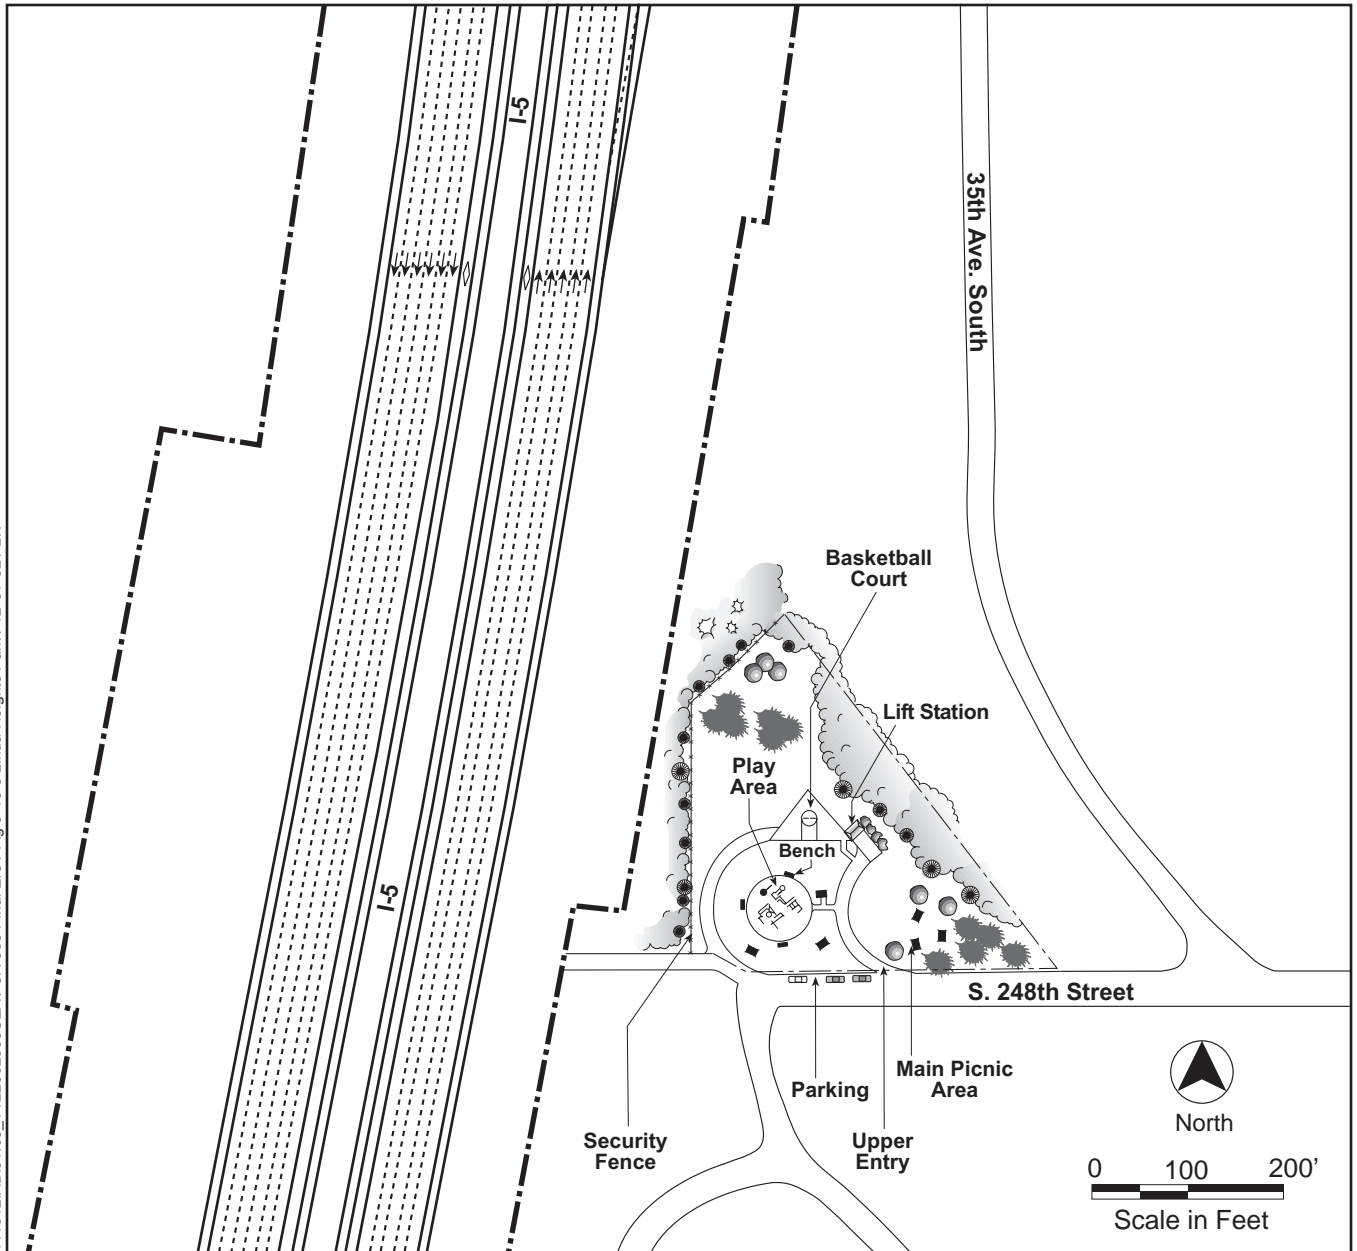 I-5
35th Ave. South
Basketball
Court
Lift Station
Play
Area
Bench
I-5
S. 248th Street
Main Picnic
Area
Parking
Upper
Entry
Security
Fence
North
0 100 200'
Scale in Feet